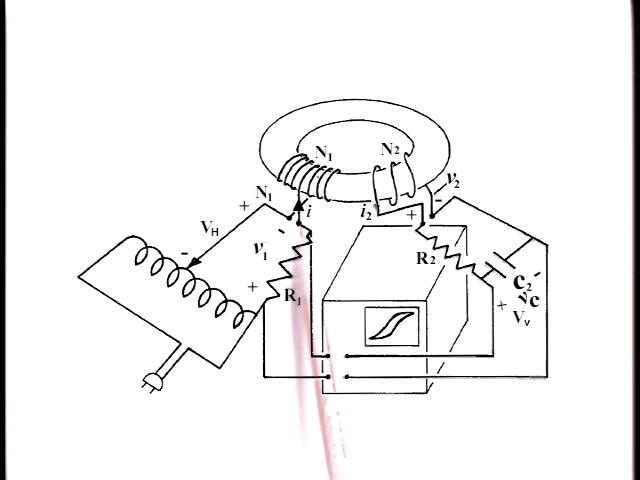 N1
N2
N1
i
i2
v2
+
-
+
-
VH
-
-
v1
+
R1
R2
C2
-
vC
+
Vv